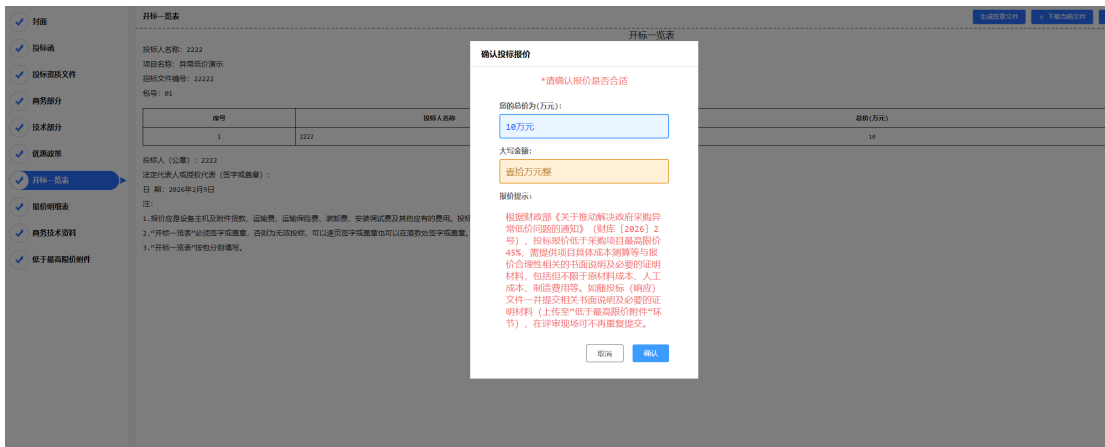 封面
投标函
投标资质文件
商务部分
技术部分
优惠政策
开标一览表
报价明细表
商务技术资料
低于最高限价附件
开标一览表
生成签章文件
下载当前文件
开标一览表
投标人名称: 2222
项目名称: 异常低价演示
招标文件编号: 22222
包号: 01
序号 投标人名称 总价(万元)
1 2222 10
投标人（公章）: 2222
法定代表人或授权代表（签字或盖章）:
日 期: 2026年2月9日
注:
1.报价应是设备主机及附件货款、运输费、运输保险费、装卸费、安装调试费及其他应有的费用。投标
2.“开标一览表”必须签字或盖章，否则为无效投标，可以逐页签字或盖章也可以在落款处签字或盖章。
3.“开标一览表”按包分别填写。
确认投标报价
*请确认报价是否合适
您的总价为(万元):
10万元
大写金额:
壹拾万元整
报价提示:
根据财政部《关于推动解决政府采购异
常低价问题的通知》（财库〔2026〕2
号），投标报价低于采购项目最高限价
45%，需提供项目具体成本测算等与报
价合理性相关的书面说明及必要的证明
材料，包括但不限于原材料成本、人工
成本、制造费用等。如随投标（响应）
文件一并提交相关书面说明及必要的证
明材料（上传至“低于最高限价附件”环
节），在评审现场可不再重复提交。
取消
确认